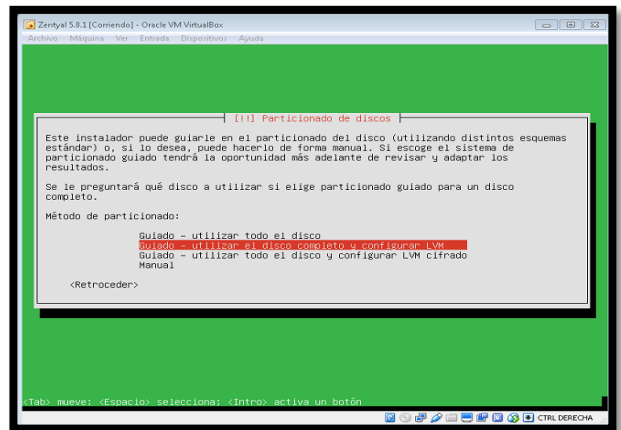 Zentyal 5.0.1 [Corriendo] - Oracle VM VirtualBox
Archivo Máquina Ver Entrada Dispositivos Ayuda
[!!] Particionado de discos
Este instalador puede guiarle en el particionado del disco (utilizando distintos esquemas
estándar) o, si lo desea, puede hacerlo de forma manual. Si escoge el sistema de
particionado guiado tendrá la oportunidad más adelante de revisar y adaptar los
resultados.
Se le preguntará qué disco a utilizar si elige particionado guiado para un disco
completo.
Método de particionado:
Guiado - utilizar todo el disco
Guiado - utilizar el disco completo y configurar LVM
Guiado - utilizar todo el disco y configurar LVM cifrado
Manual
<Retroceder>
<Tab> mueve; <Espacio> selecciona; <Intro> activa un botón
CTRL DERECHA